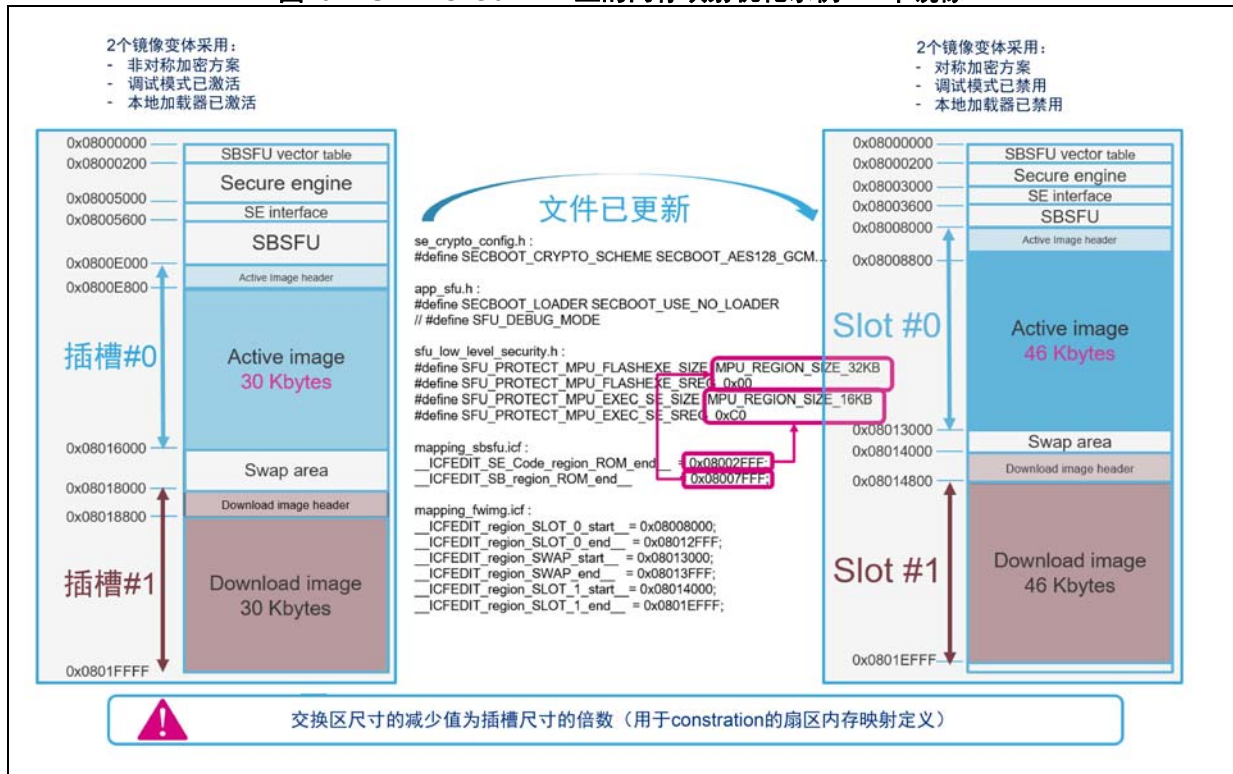 2个镜像变体采用：
- 非对称加密方案
- 调试模式已激活
- 本地加载器已激活
2个镜像变体采用：
- 对称加密方案
- 调试模式已禁用
- 本地加载器已禁用
0x08000000
SBSFU vector table
0x08000200
Secure engine
0x08005000
SE interface
0x08005600
SBSFU
0x0800E000
Active Image header
0x0800E800
插槽#0
Active image
30 Kbytes
0x08016000
Swap area
0x08018000
Download image header
0x08018800
插槽#1
Download image
30 Kbytes
0x0801FFFF
文件已更新
se_crypto_config.h :
#define SECBOOT_CRYPTO_SCHEME SECBOOT_AES128_GCM...
app_sfu.h :
#define SECBOOT_LOADER SECBOOT_USE_NO_LOADER
// #define SFU_DEBUG_MODE
sfu_low_level_security.h :
#define SFU_PROTECT_MPU_FLASHEXE_SIZE MPU_REGION_SIZE_32KB
#define SFU_PROTECT_MPU_FLASHEXE_SREG 0x00
#define SFU_PROTECT_MPU_EXEC_SE_SIZE MPU_REGION_SIZE_16KB
#define SFU_PROTECT_MPU_EXEC_SE_SREG 0xC0
mapping_sbsfu.icf :
__ICFEDIT_SE_Code_region_ROM_end__ = 0x08002FFF;
__ICFEDIT_SB_region_ROM_end__ 0x08007FFF;
mapping_fwimg.icf :
__ICFEDIT_region_SLOT_0_start__ = 0x08008000;
__ICFEDIT_region_SLOT_0_end__ = 0x08012FFF;
__ICFEDIT_region_SWAP_start__ = 0x08013000;
__ICFEDIT_region_SWAP_end__ = 0x08013FFF;
__ICFEDIT_region_SLOT_1_start__ = 0x08014000;
__ICFEDIT_region_SLOT_1_end__ = 0x0801EFFF;
0x08000000
SBSFU vector table
0x08000200
Secure engine
0x08003000
SE interface
0x08003600
SBSFU
0x08008000
Active Image header
0x08008800
Slot #0
Active image
46 Kbytes
0x08013000
Swap area
0x08014000
Download image header
0x08014800
Slot #1
Download image
46 Kbytes
0x0801EFFF
交换区尺寸的减少值为插槽尺寸的倍数（用于constration的扇区内存映射定义）